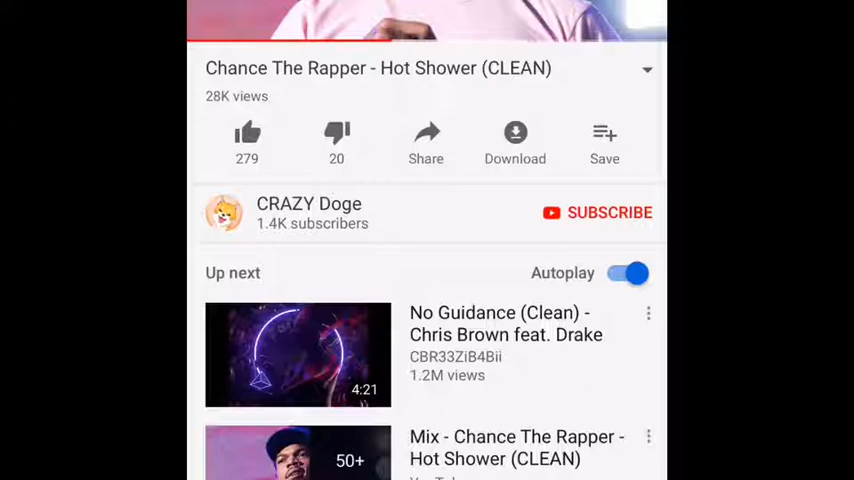 Chance The Rapper - Hot Shower (CLEAN)
28K views
279
20
Share
Download
Save
CRAZY Doge
1.4K subscribers
SUBSCRIBE
Up next
Autoplay
No Guidance (Clean) -
Chris Brown feat. Drake
CBR33ZiB4Bii
1.2M views
4:21
Mix - Chance The Rapper -
Hot Shower (CLEAN)
50+